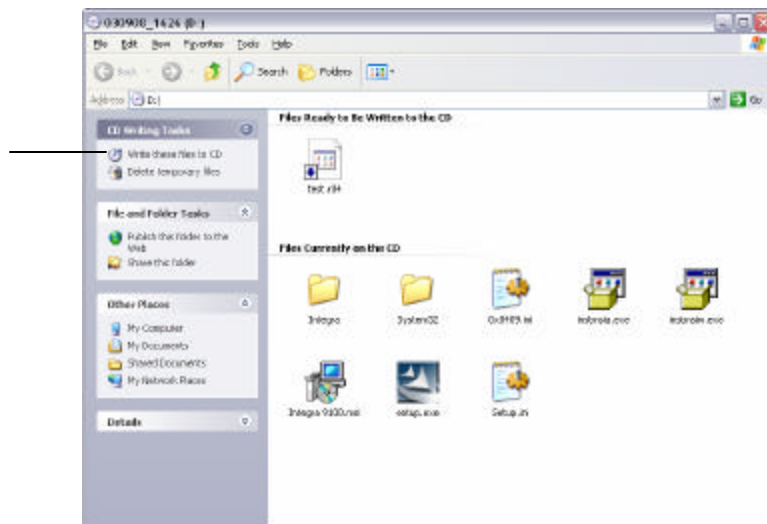 030908_1626 (D:)
File Edit View Favorites Tools Help
Back Search Folders
Address D:\ Go
CD Writing Tasks
Write these files to CD
Delete temporary files
File and Folder Tasks
Publish this folder to the
Web
Share this folder
Other Places
My Computer
My Documents
Shared Documents
My Network Places
Details
Files Ready to Be Written to the CD
Files Currently on the CD
Integra System32 0x0409.ini
Integra 9100.msi setup.exe Setup.ini